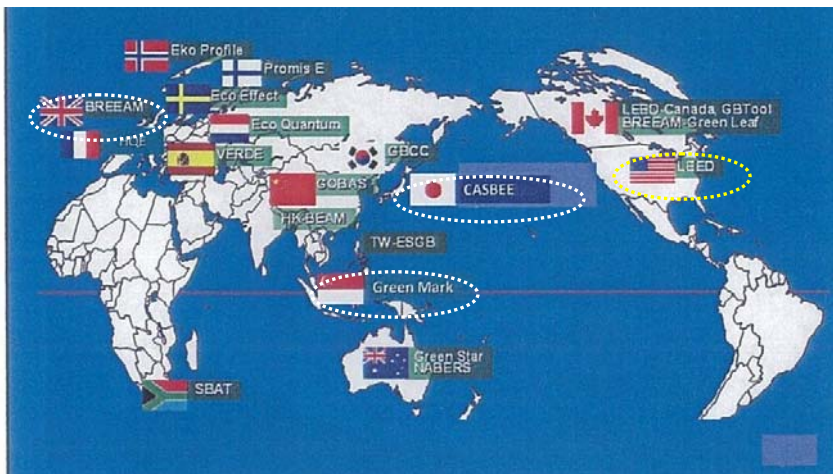 Eko Profile
Promis E
BREEAM
Eco Effect
Eco Quantum
HQE
VERDE
GBCC
GOBAS
HK-BEAM
CASBEE
TW-ESGB
Green Mark
Green Star
NABERS
SBAT
LEED-Canada, GBTool
BREEAM-Green Leaf
LEED